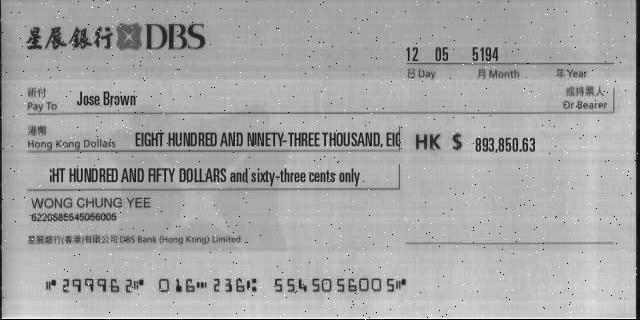 星展銀行 DBS
12 05 5194
日 Day 月 Month 年 Year
祈付 或持票人
Pay To Jose Brown Or Bearer
港幣
Hong Kong Dollars EIGHT HUNDRED AND NINETY-THREE THOUSAND, EIG HK $ 893,850.63
HT HUNDRED AND FIFTY DOLLARS and sixty-three cents only
WONG CHUNG YEE
星展銀行(香港)有限公司 DBS Bank (Hong Kong) Limited
⑈299962⑈ 016⑉236⑆ 5545056005⑈